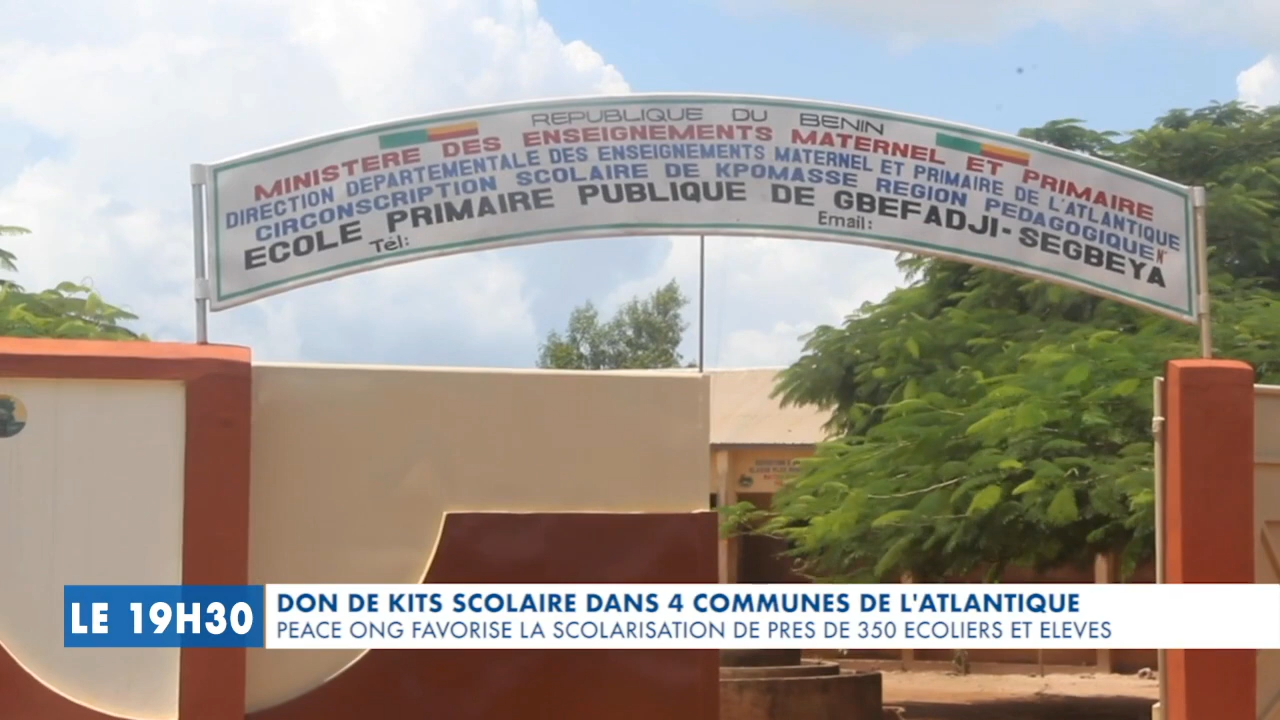 REPUBLIQUE DU BENIN
MINISTERE DES ENSEIGNEMENTS MATERNEL ET PRIMAIRE
DIRECTION DEPARTEMENTALE DES ENSEIGNEMENTS MATERNEL ET PRIMAIRE DE L'ATLANTIQUE
CIRCONSCRIPTION SCOLAIRE DE KPOMASSE REGION PEDAGOGIQUE N°
ECOLE PRIMAIRE PUBLIQUE DE GBEFADJI-SEGBEYA
Tél: Email:
LE 19H30
DON DE KITS SCOLAIRE DANS 4 COMMUNES DE L'ATLANTIQUE
PEACE ONG FAVORISE LA SCOLARISATION DE PRES DE 350 ECOLIERS ET ELEVES